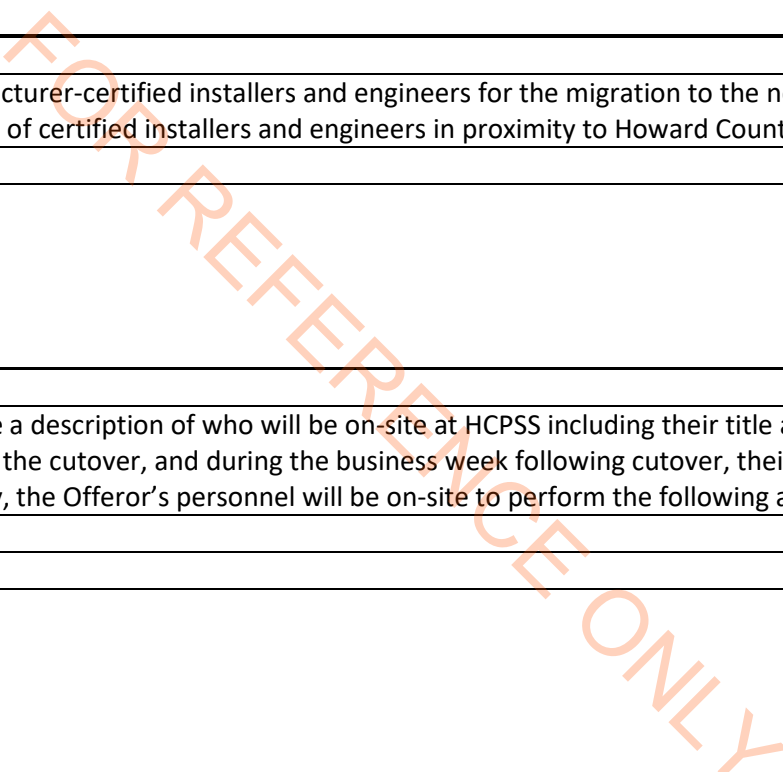 cturer-certified installers and engineers for the migration to the n
of certified installers and engineers in proximity to Howard Count
a description of who will be on-site at HCPSS including their title
the cutover, and during the business week following cutover, thei
, the Offeror's personnel will be on-site to perform the following
FOR REFERENCE ONLY